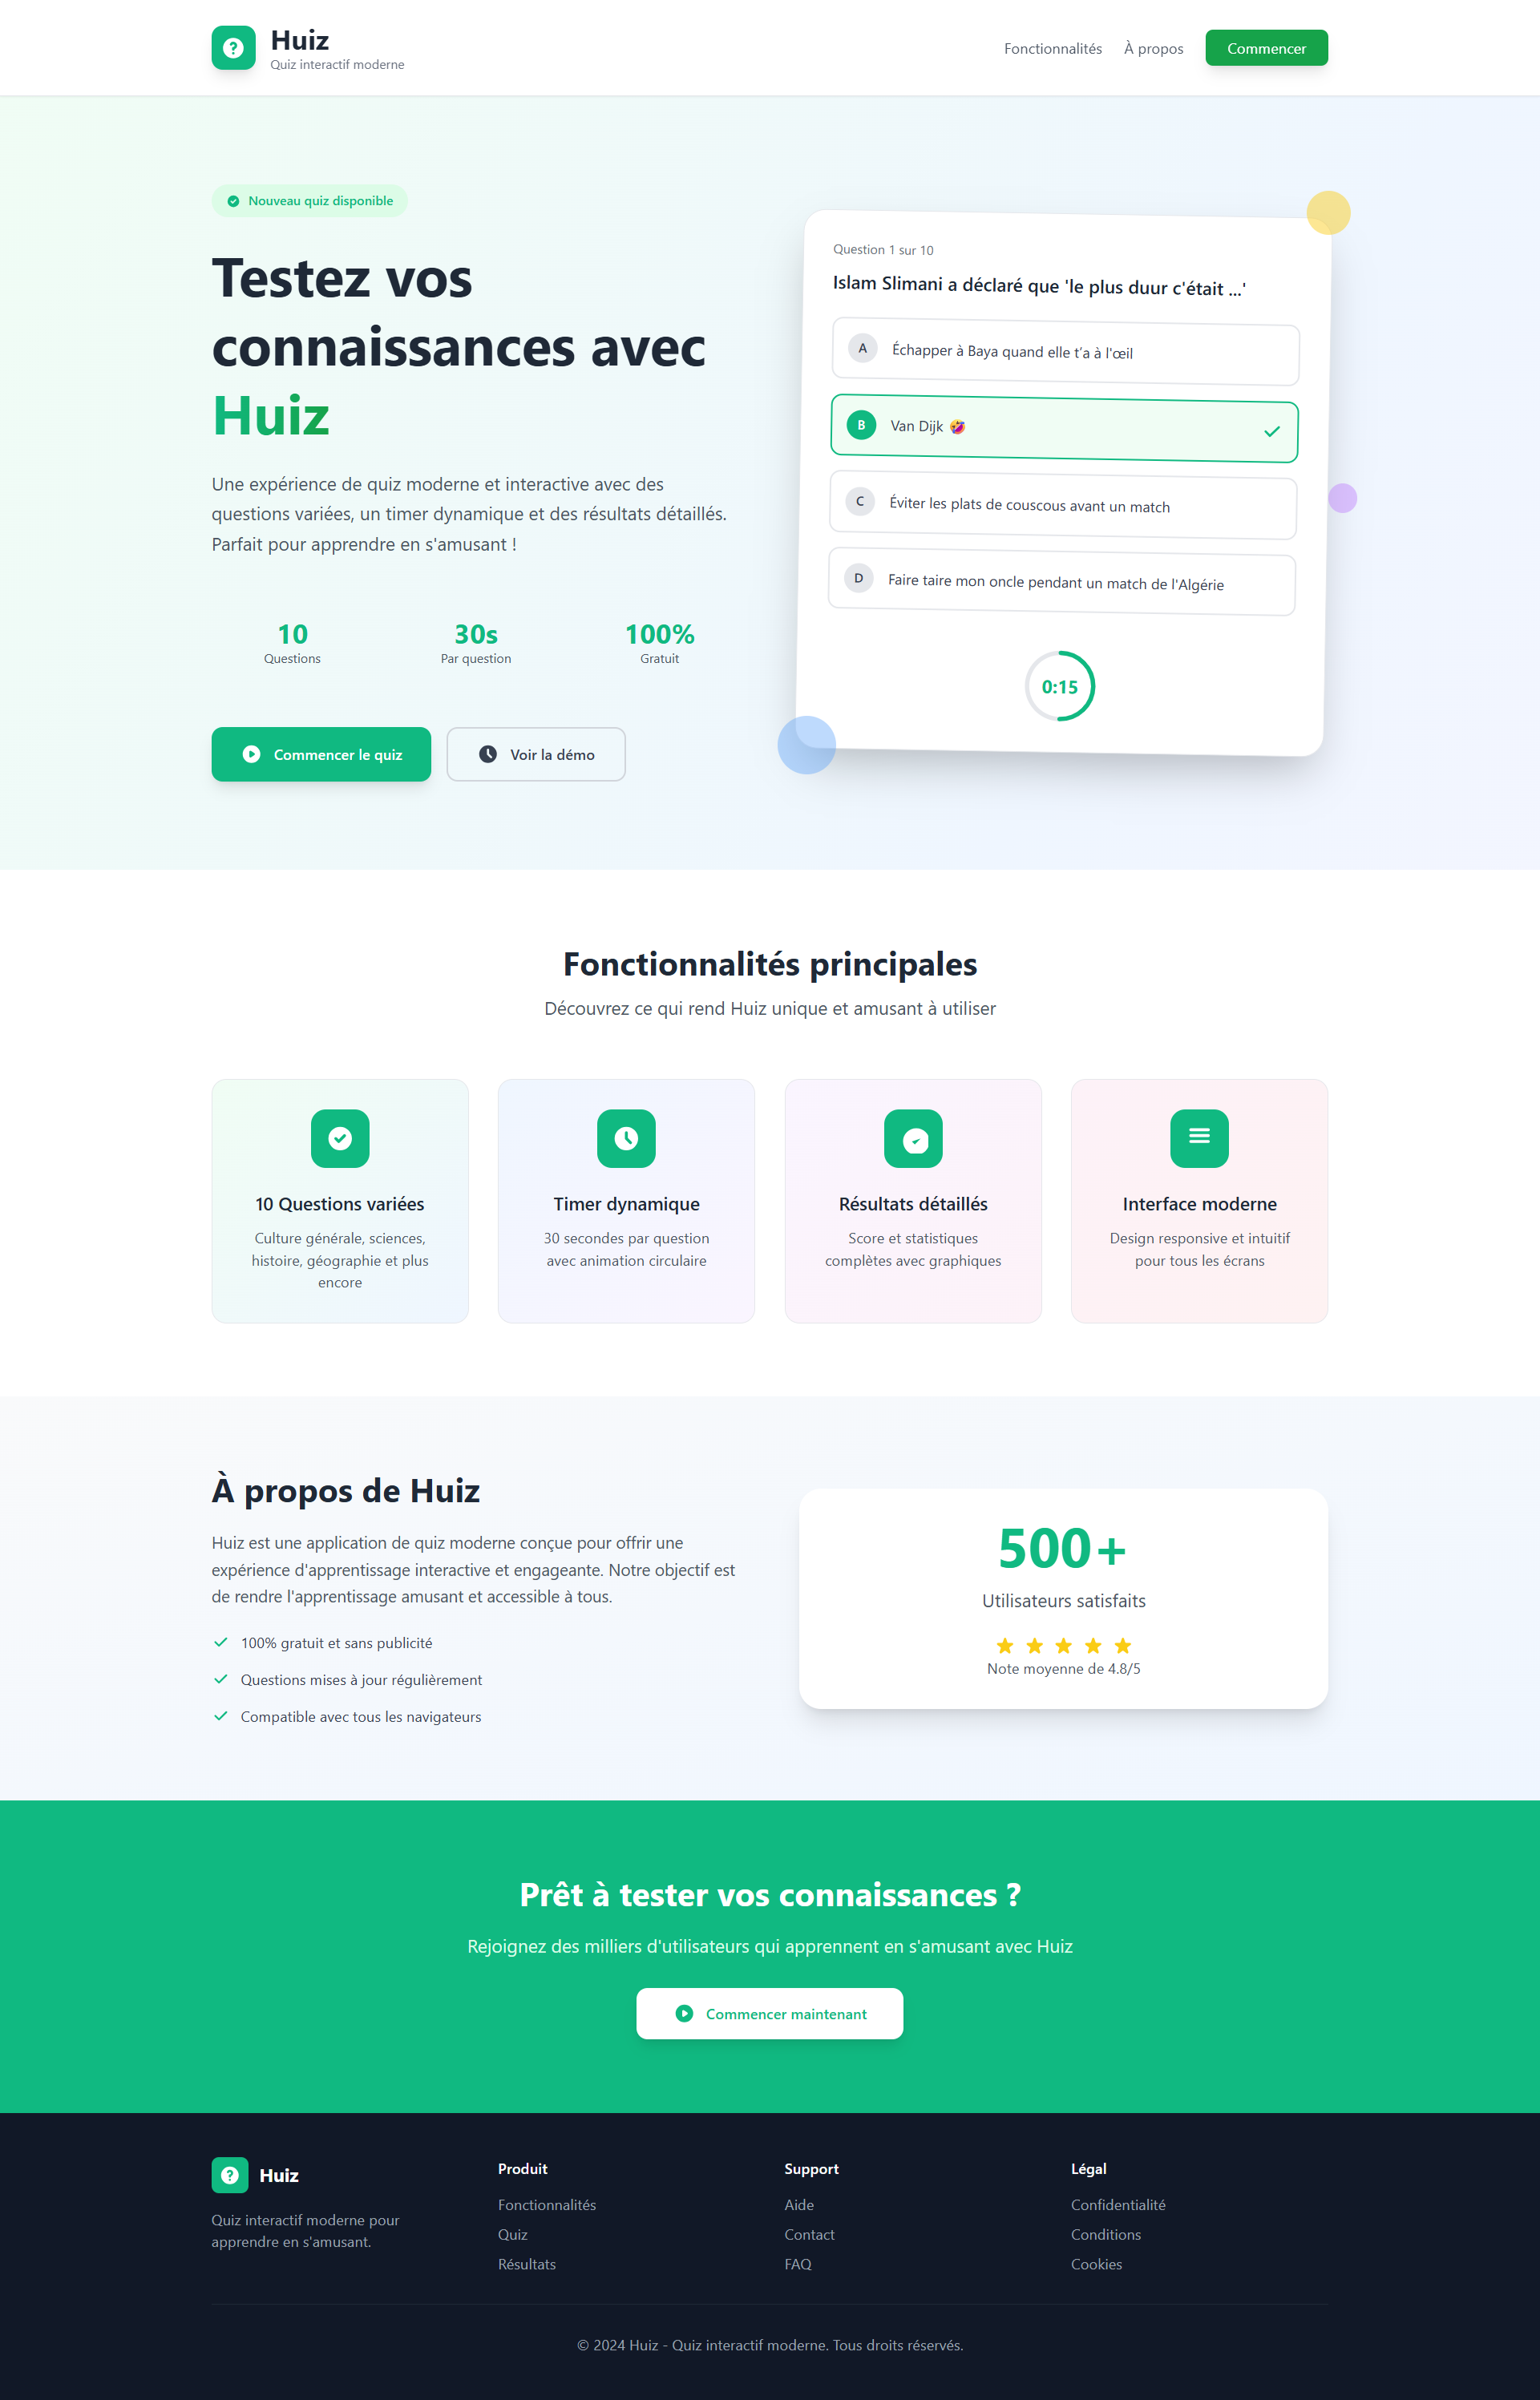 Huiz
Quiz interactif moderne
Fonctionnalités
À propos
Commencer
Nouveau quiz disponible
Testez vos
connaissances avec
Huiz
Une expérience de quiz moderne et interactive avec des
questions variées, un timer dynamique et des résultats détaillés.
Parfait pour apprendre en s'amusant !
10
Questions
30s
Par question
100%
Gratuit
Commencer le quiz
Voir la démo
Question 1 sur 10
Islam Slimani a déclaré que 'le plus duur c'était ...'
A
Échapper à Baya quand elle t’a à l'œil
B
Van Dijk 🤣
C
Éviter les plats de couscous avant un match
D
Faire taire mon oncle pendant un match de l'Algérie
0:15
Fonctionnalités principales
Découvrez ce qui rend Huiz unique et amusant à utiliser
10 Questions variées
Culture générale, sciences,
histoire, géographie et plus
encore
Timer dynamique
30 secondes par question
avec animation circulaire
Résultats détaillés
Score et statistiques
complètes avec graphiques
Interface moderne
Design responsive et intuitif
pour tous les écrans
À propos de Huiz
Huiz est une application de quiz moderne conçue pour offrir une
expérience d'apprentissage interactive et engageante. Notre objectif est
de rendre l'apprentissage amusant et accessible à tous.
100% gratuit et sans publicité
Questions mises à jour régulièrement
Compatible avec tous les navigateurs
500+
Utilisateurs satisfaits
Note moyenne de 4.8/5
Prêt à tester vos connaissances ?
Rejoignez des milliers d'utilisateurs qui apprennent en s'amusant avec Huiz
Commencer maintenant
Huiz
Quiz interactif moderne pour
apprendre en s'amusant.
Produit
Fonctionnalités
Quiz
Résultats
Support
Aide
Contact
FAQ
Légal
Confidentialité
Conditions
Cookies
© 2024 Huiz - Quiz interactif moderne. Tous droits réservés.